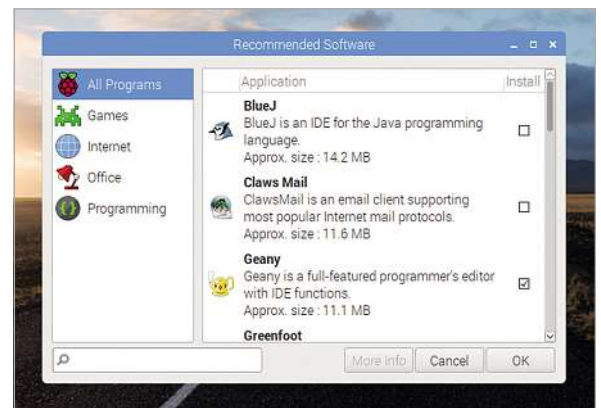 Recommended Software
All Programs
Games
Internet
Office
Programming
Application
Install
BlueJ
BlueJ is an IDE for the Java programming
language.
Approx. size : 14.2 MB
Claws Mail
ClawsMail is an email client supporting
most popular Internet mail protocols.
Approx. size : 11.6 MB
Geany
Geany is a full-featured programmer's editor
with IDE functions.
Approx. size : 11.1 MB
Greenfoot
More info
Cancel
OK